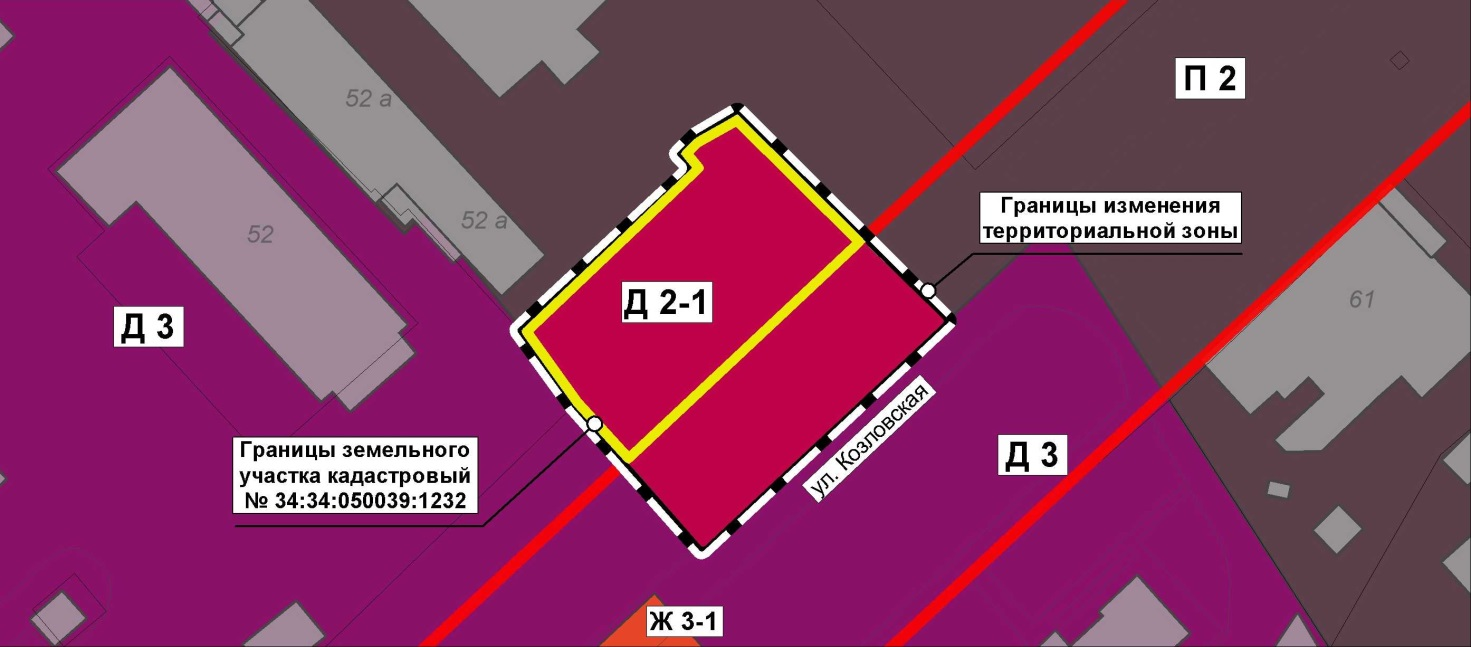 П 2
52 а
Границы изменения
территориальной зоны
52 а
52
Д 2-1
61
Д 3
ул. Козловская
Границы земельного
участка кадастровый
№ 34:34:050039:1232
Д 3
Ж 3-1